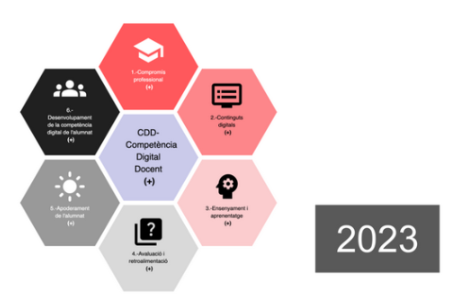 1.-Compromís
professional
(+)
2.-Continguts
digitals
(+)
3.-Ensenyament i
aprenentatge
(+)
4.-Avaluació i
retroalimentació
(+)
5.-Apoderament
de l'alumnat
(+)
6.-
Desenvolupament
de la competència
digital de l'alumnat
(+)
CDD-
Competència
Digital
Docent
(+)
2023